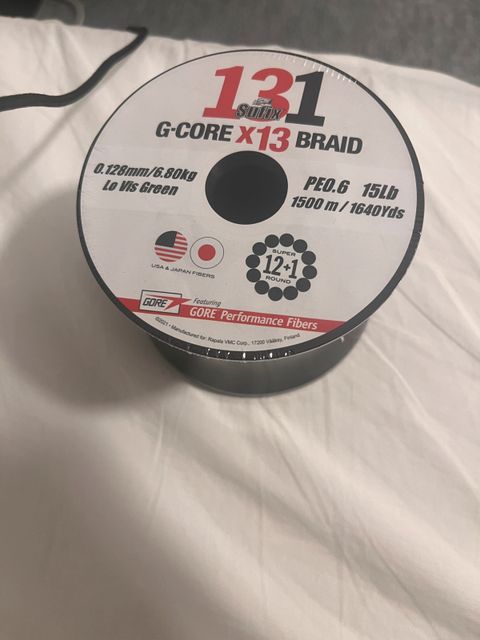 131
Sufix
G-CORE X13 BRAID
0.128mm/6.80kg
Lo Vis Green
PE0.6 15Lb
1500 m / 1640Yds
USA & JAPAN FIBERS
SUPER
12+1
ROUND
GORE
Featuring
GORE Performance Fibers
©2021 • Manufactured for: Rapala VMC Corp., 17200 Vääksy, Finland